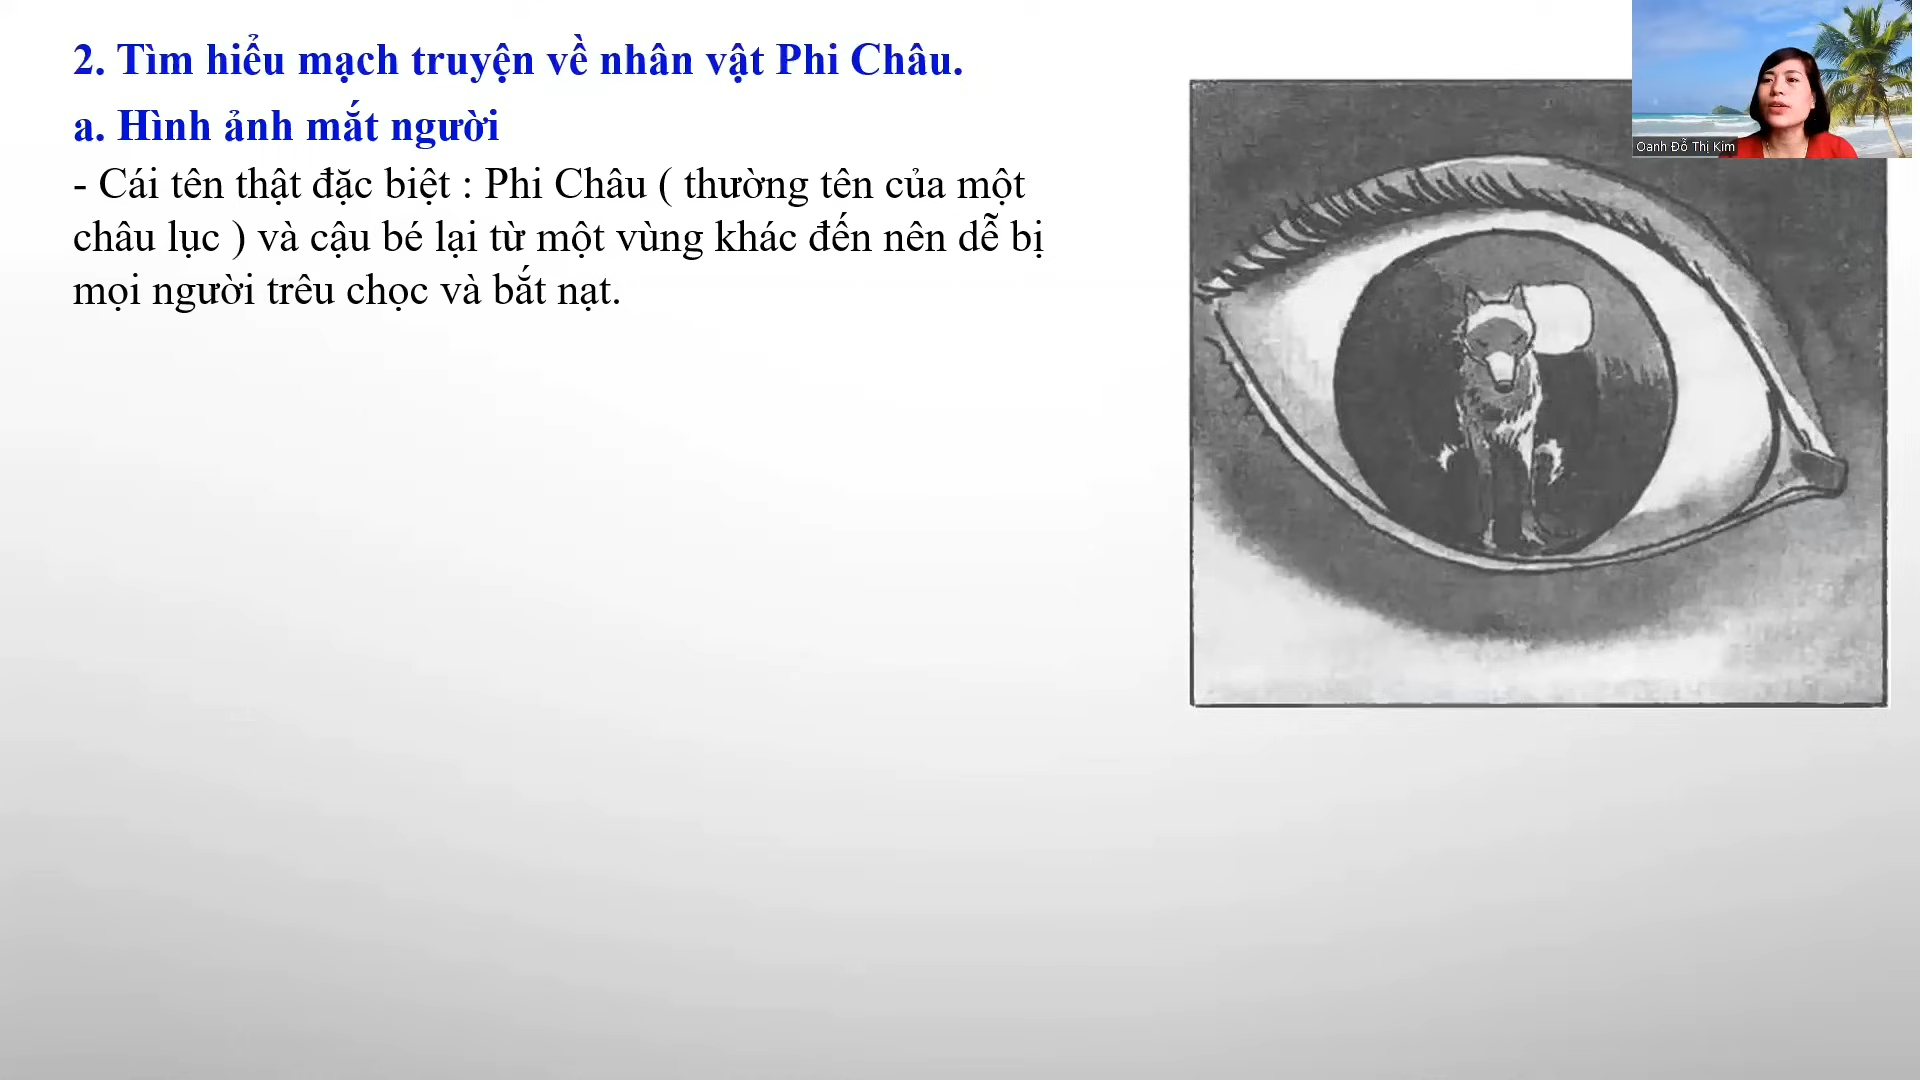 2. Tìm hiểu mạch truyện về nhân vật Phi Châu.
a. Hình ảnh mắt người
- Cái tên thật đặc biệt : Phi Châu ( thường tên của một
châu lục ) và cậu bé lại từ một vùng khác đến nên dễ bị
mọi người trêu chọc và bắt nạt.
Oanh Đỗ Thị Kim